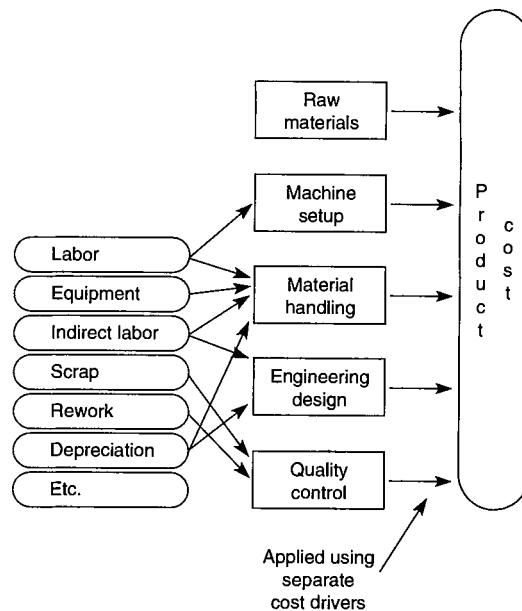 Raw
materials
Machine
setup
Labor
Equipment
Indirect labor
Scrap
Rework
Depreciation
Etc.
Material
handling
Engineering
design
Quality
control
Product
cost
Applied using
separate
cost drivers